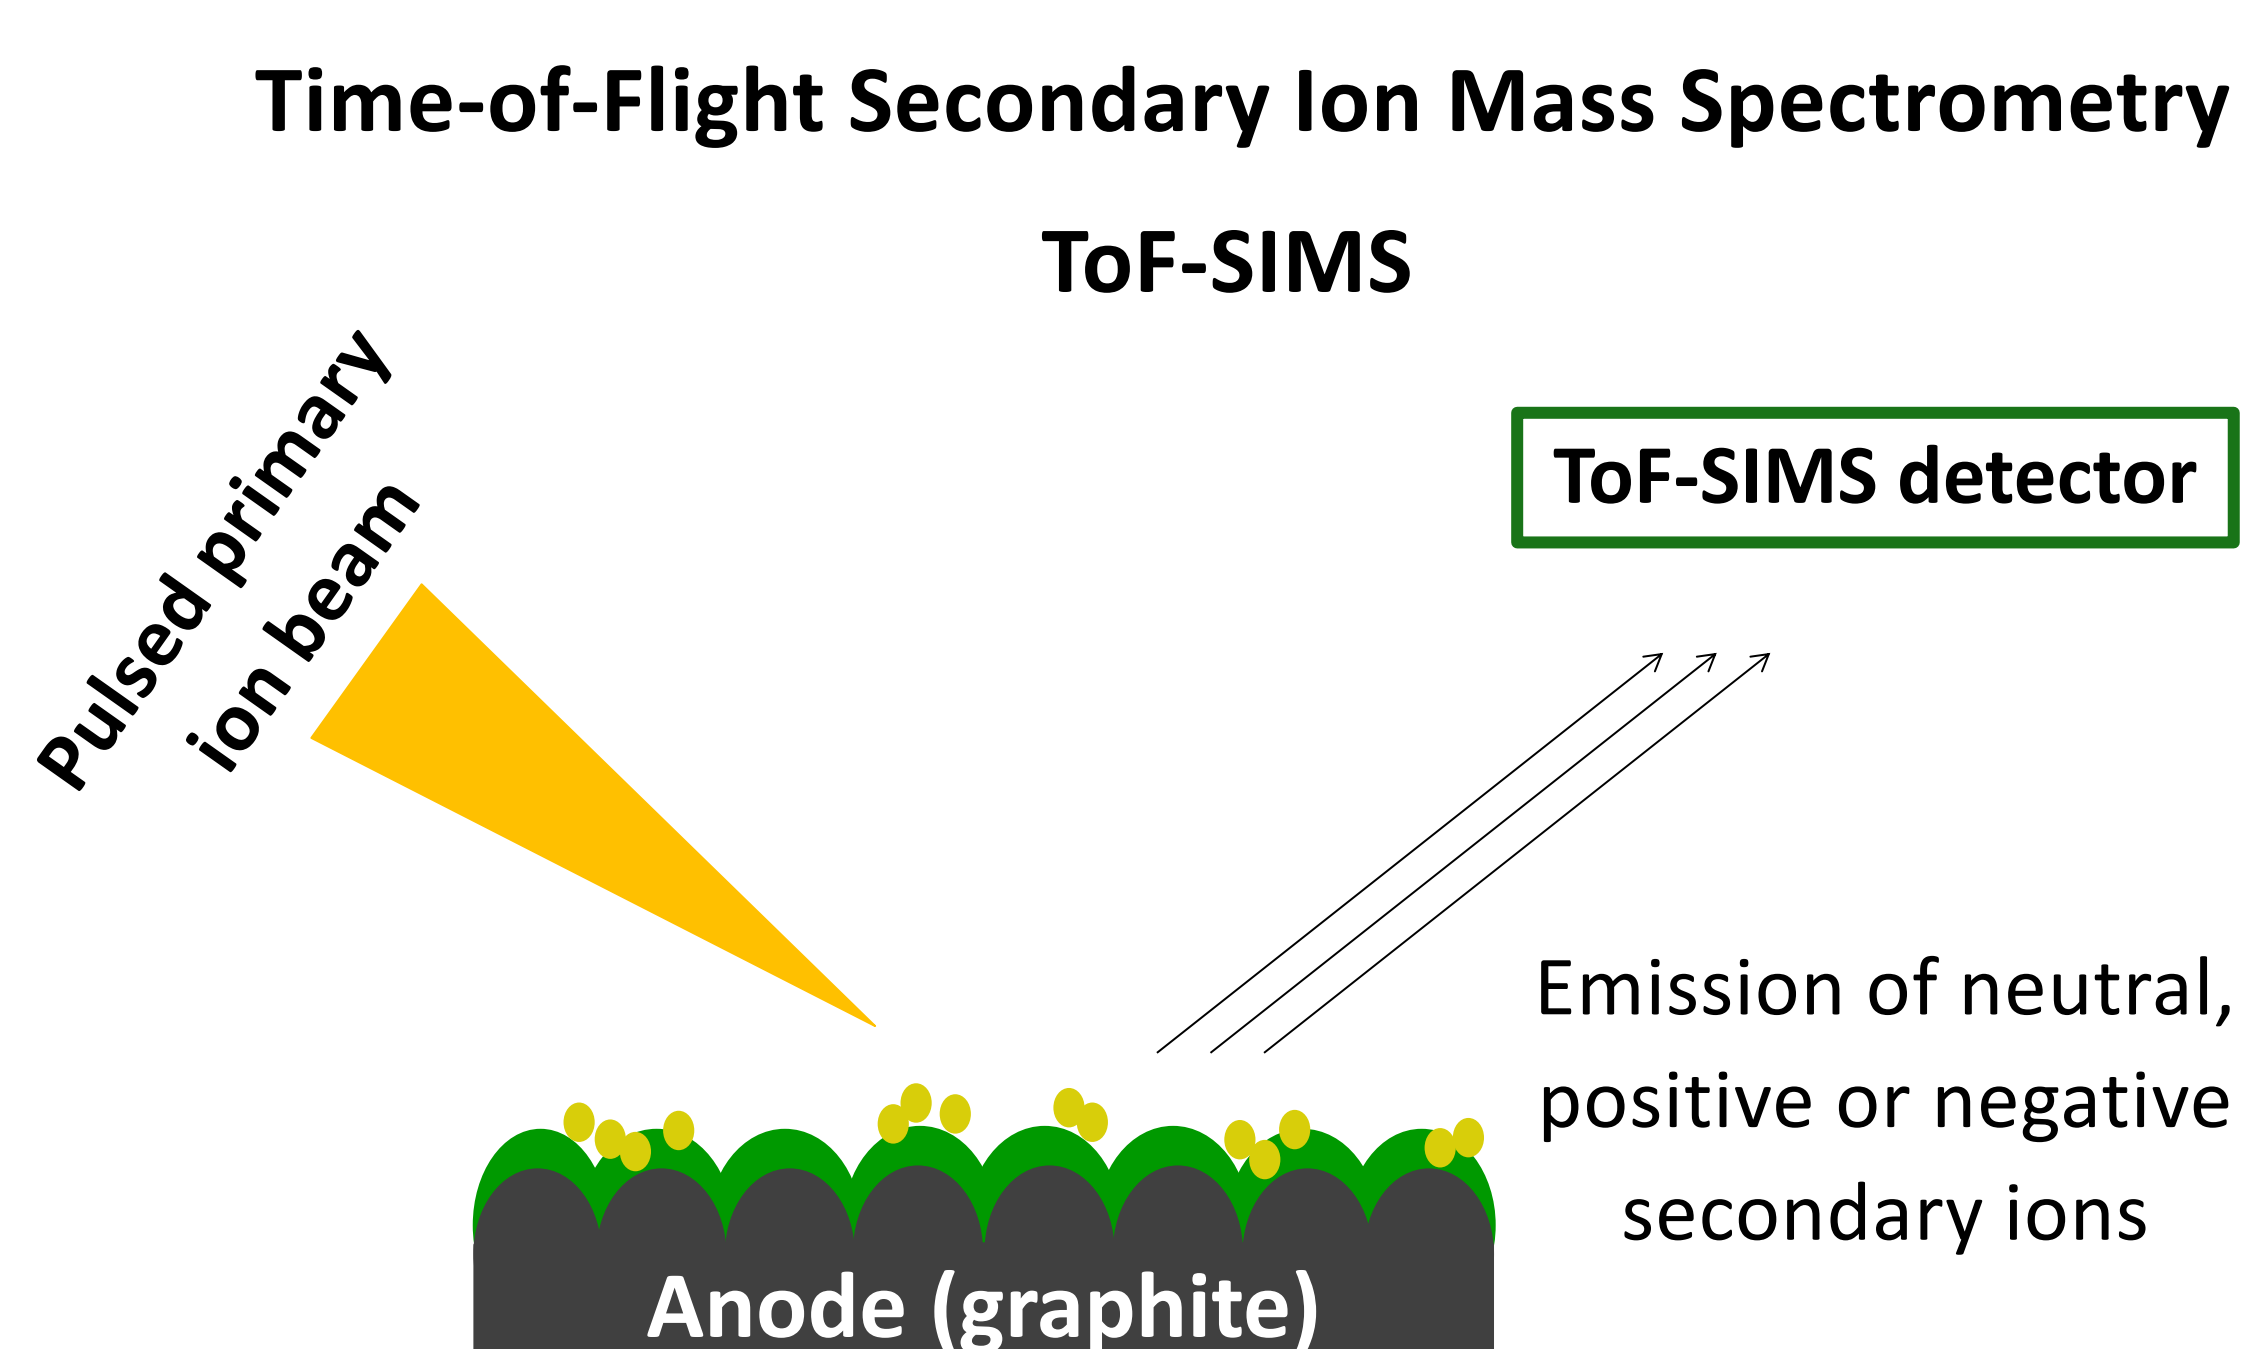 Time-of-Flight Secondary Ion Mass Spectrometry
ToF-SIMS
Pulsed primary
ion beam
ToF-SIMS detector
Emission of neutral,
positive or negative
secondary ions
Anode (graphite)